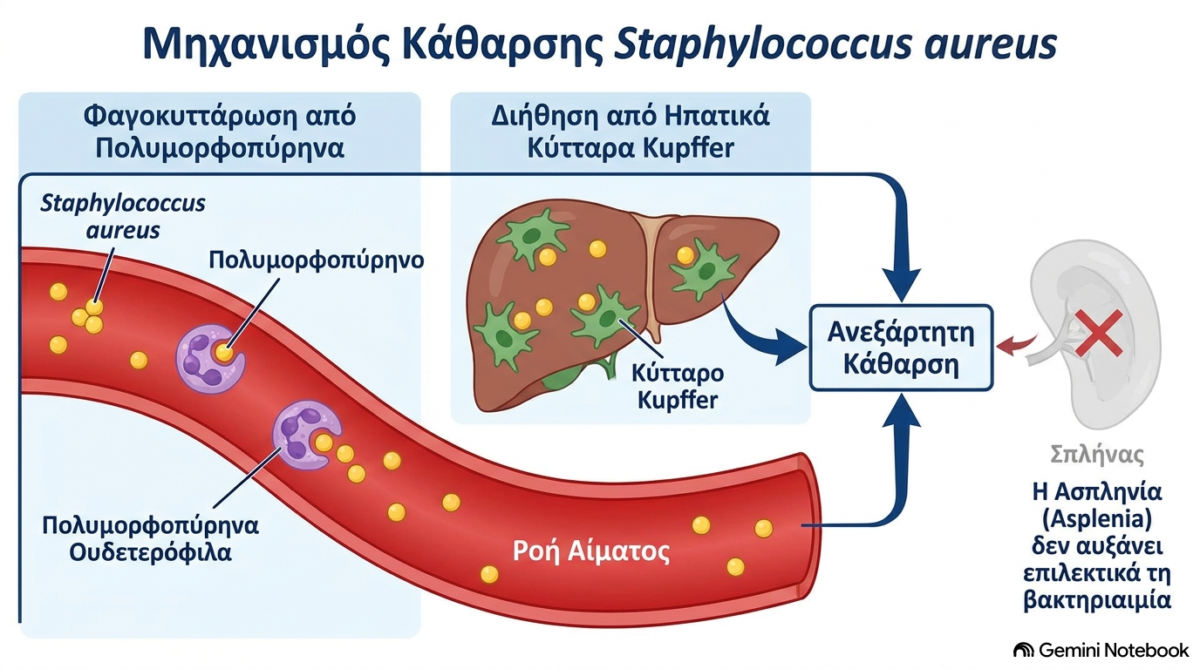 Μηχανισμός Κάθαρσης Staphylococcus aureus
Φαγοκυττάρωση από
Πολυμορφοπύρηνα
Staphylococcus
aureus
Πολυμορφοπύρηνο
Πολυμορφοπύρηνα
Ουδετερόφιλα
Ροή Αίματος
Διήθηση από Ηπατικά
Κύτταρα Kupffer
Κύτταρο
Kupffer
Ανεξάρτητη
Κάθαρση
Σπλήνας
Η Ασπληνία
(Asplenia)
δεν αυξάνει
επιλεκτικά τη
βακτηριαιμία
Gemini Notebook